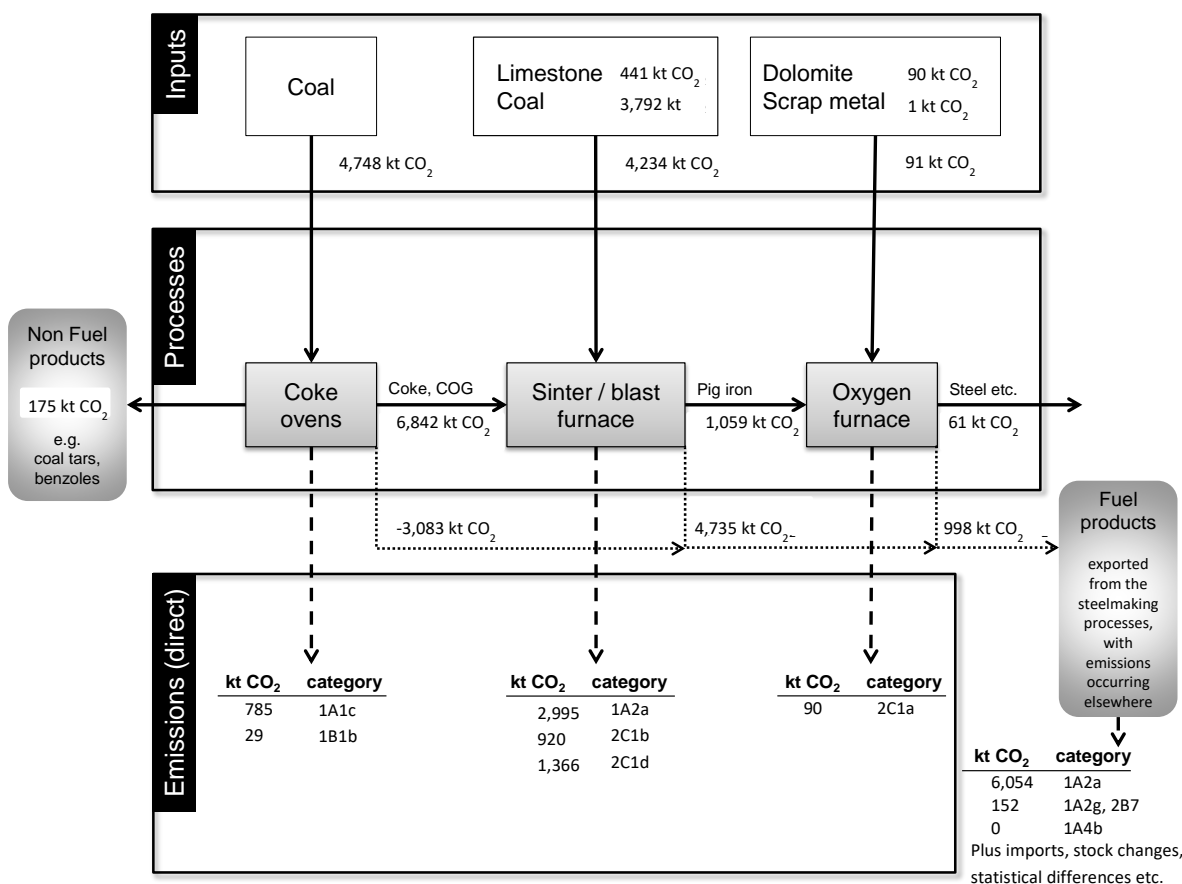 Inputs
Coal
Limestone 441 kt CO2
Coal 3,792 kt
Dolomite 90 kt CO2
Scrap metal 1 kt CO2
4,748 kt CO2
4,234 kt CO2
91 kt CO2
Processes
Non Fuel
products
175 kt CO2
e.g.
coal tars,
benzoles
Coke
ovens
Coke, COG
6,842 kt CO2
Sinter / blast
furnace
Pig iron
1,059 kt CO2
Oxygen
furnace
Steel etc.
61 kt CO2
-3,083 kt CO2
4,735 kt CO2
998 kt CO2
Fuel
products
exported
from the
steelmaking
processes,
with
emissions
occurring
elsewhere
Emissions (direct)
kt CO2 category
785 1A1c
29 1B1b
kt CO2 category
2,995 1A2a
920 2C1b
1,366 2C1d
kt CO2 category
90 2C1a
kt CO2 category
6,054 1A2a
152 1A2g, 2B7
0 1A4b
Plus imports, stock changes,
statistical differences etc.